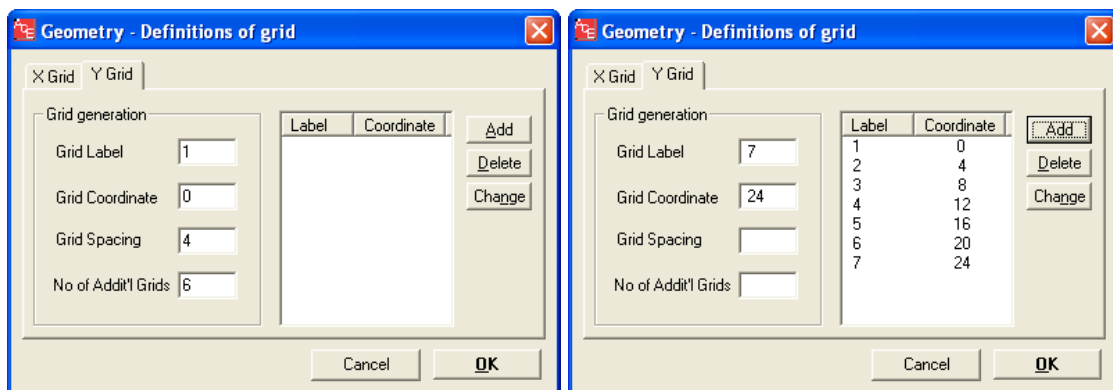 Geometry - Definitions of grid
X Grid Y Grid
Grid generation
Grid Label 1
Grid Coordinate 0
Grid Spacing 4
No of Addit'l Grids 6
Label Coordinate
Add
Delete
Change
Cancel OK
Geometry - Definitions of grid
X Grid Y Grid
Grid generation
Grid Label 7
Grid Coordinate 24
Grid Spacing
No of Addit'l Grids
Label Coordinate
1 0
2 4
3 8
4 12
5 16
6 20
7 24
Add
Delete
Change
Cancel OK